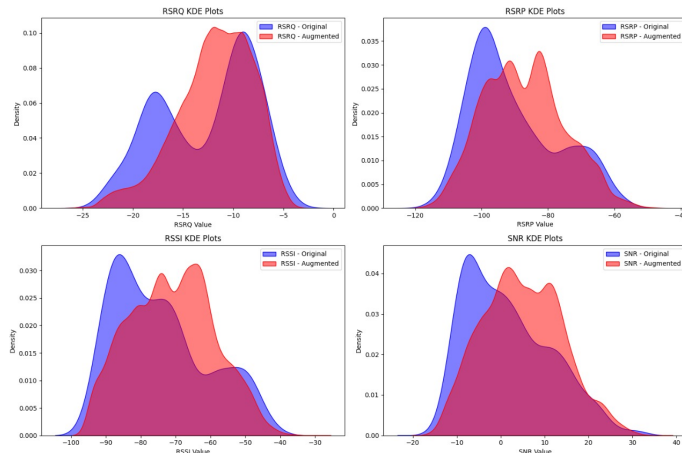 RSRQ KDE Plots
RSRQ - Original
RSRQ - Augmented
0.10
0.08
0.06
0.04
0.02
0.00
Density
-25
-20
-15
-10
-5
0
RSRQ Value
RSRP KDE Plots
RSRP - Original
RSRP - Augmented
0.035
0.030
0.025
0.020
0.015
0.010
0.005
0.000
Density
-120
-100
-80
-60
RSRP Value
RSSI KDE Plots
RSSI - Original
RSSI - Augmented
0.030
0.025
0.020
0.015
0.010
0.005
0.000
Density
-100
-90
-80
-70
-60
-50
-40
-30
RSSI Value
SNR KDE Plots
SNR - Original
SNR - Augmented
0.04
0.03
0.02
0.01
0.00
Density
-20
-10
0
10
20
30
40
SNR Value